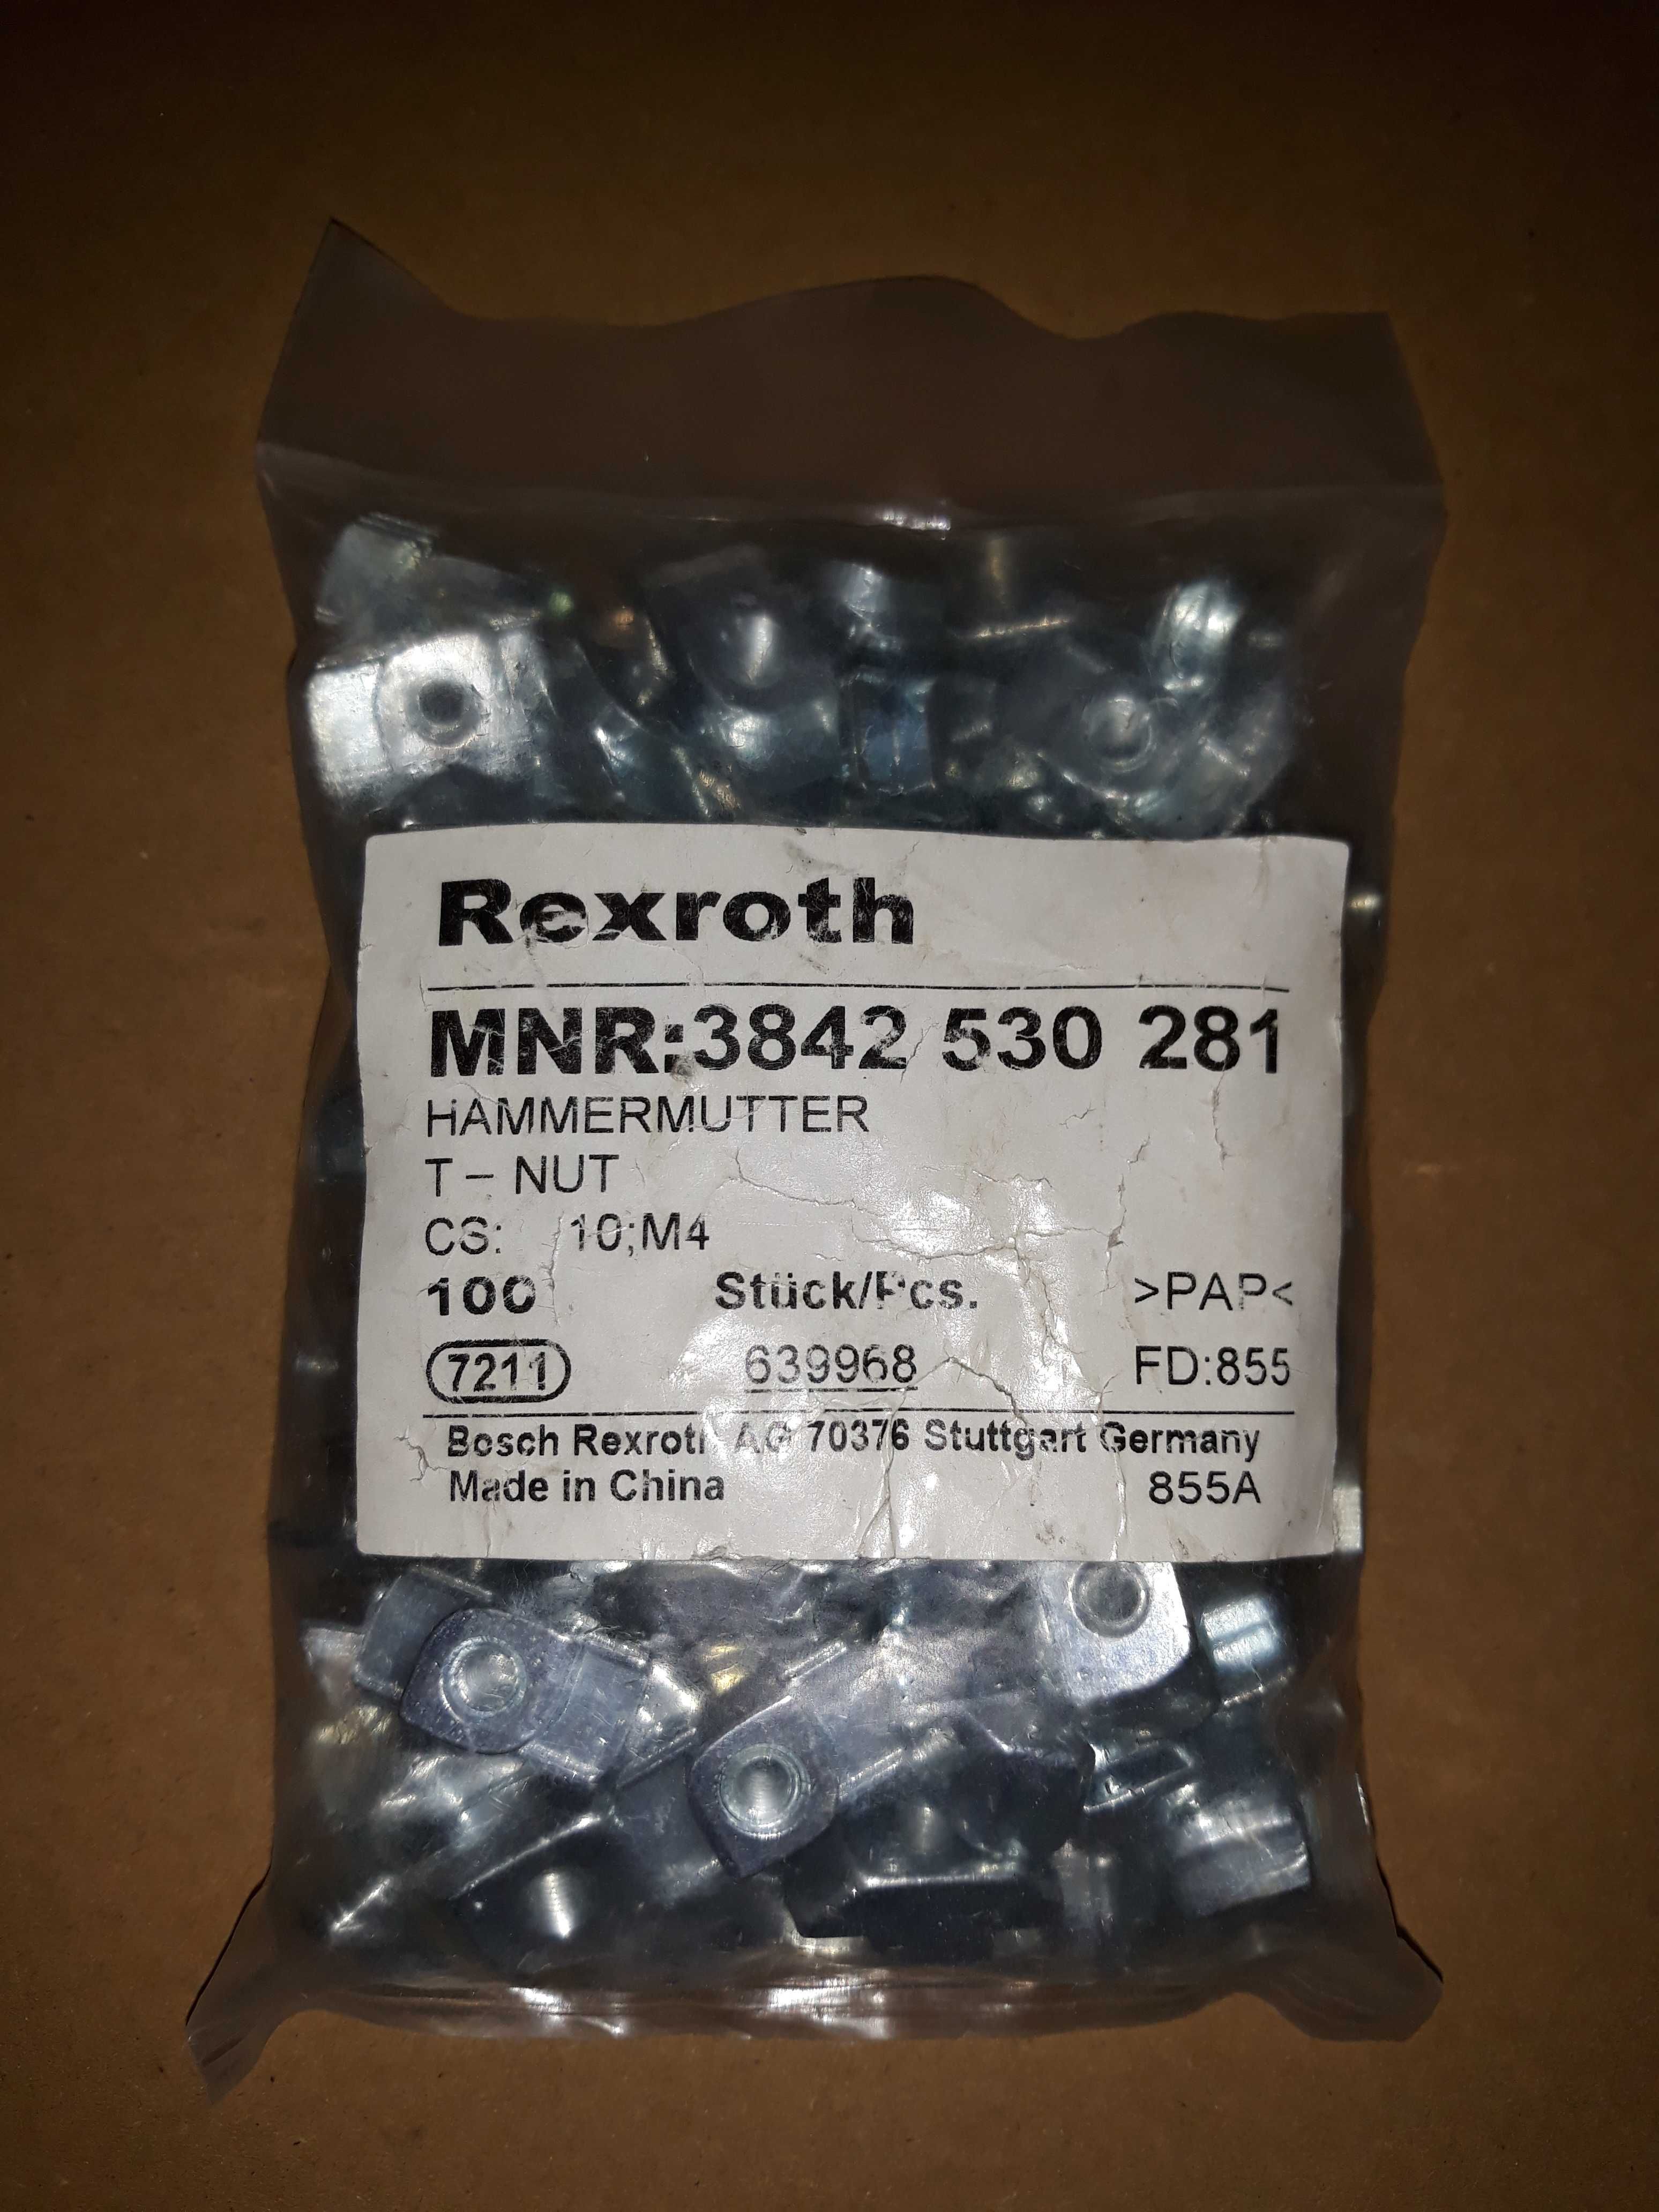 Rexroth
MNR:3842 530 281
HAMMERMUTTER
T– NUT
CS: 10;M4
100 Stück/Pcs. >PAP<
7211 639968 FD:855
Bosch Rexroth AG 70376 Stuttgart Germany
Made in China 855A